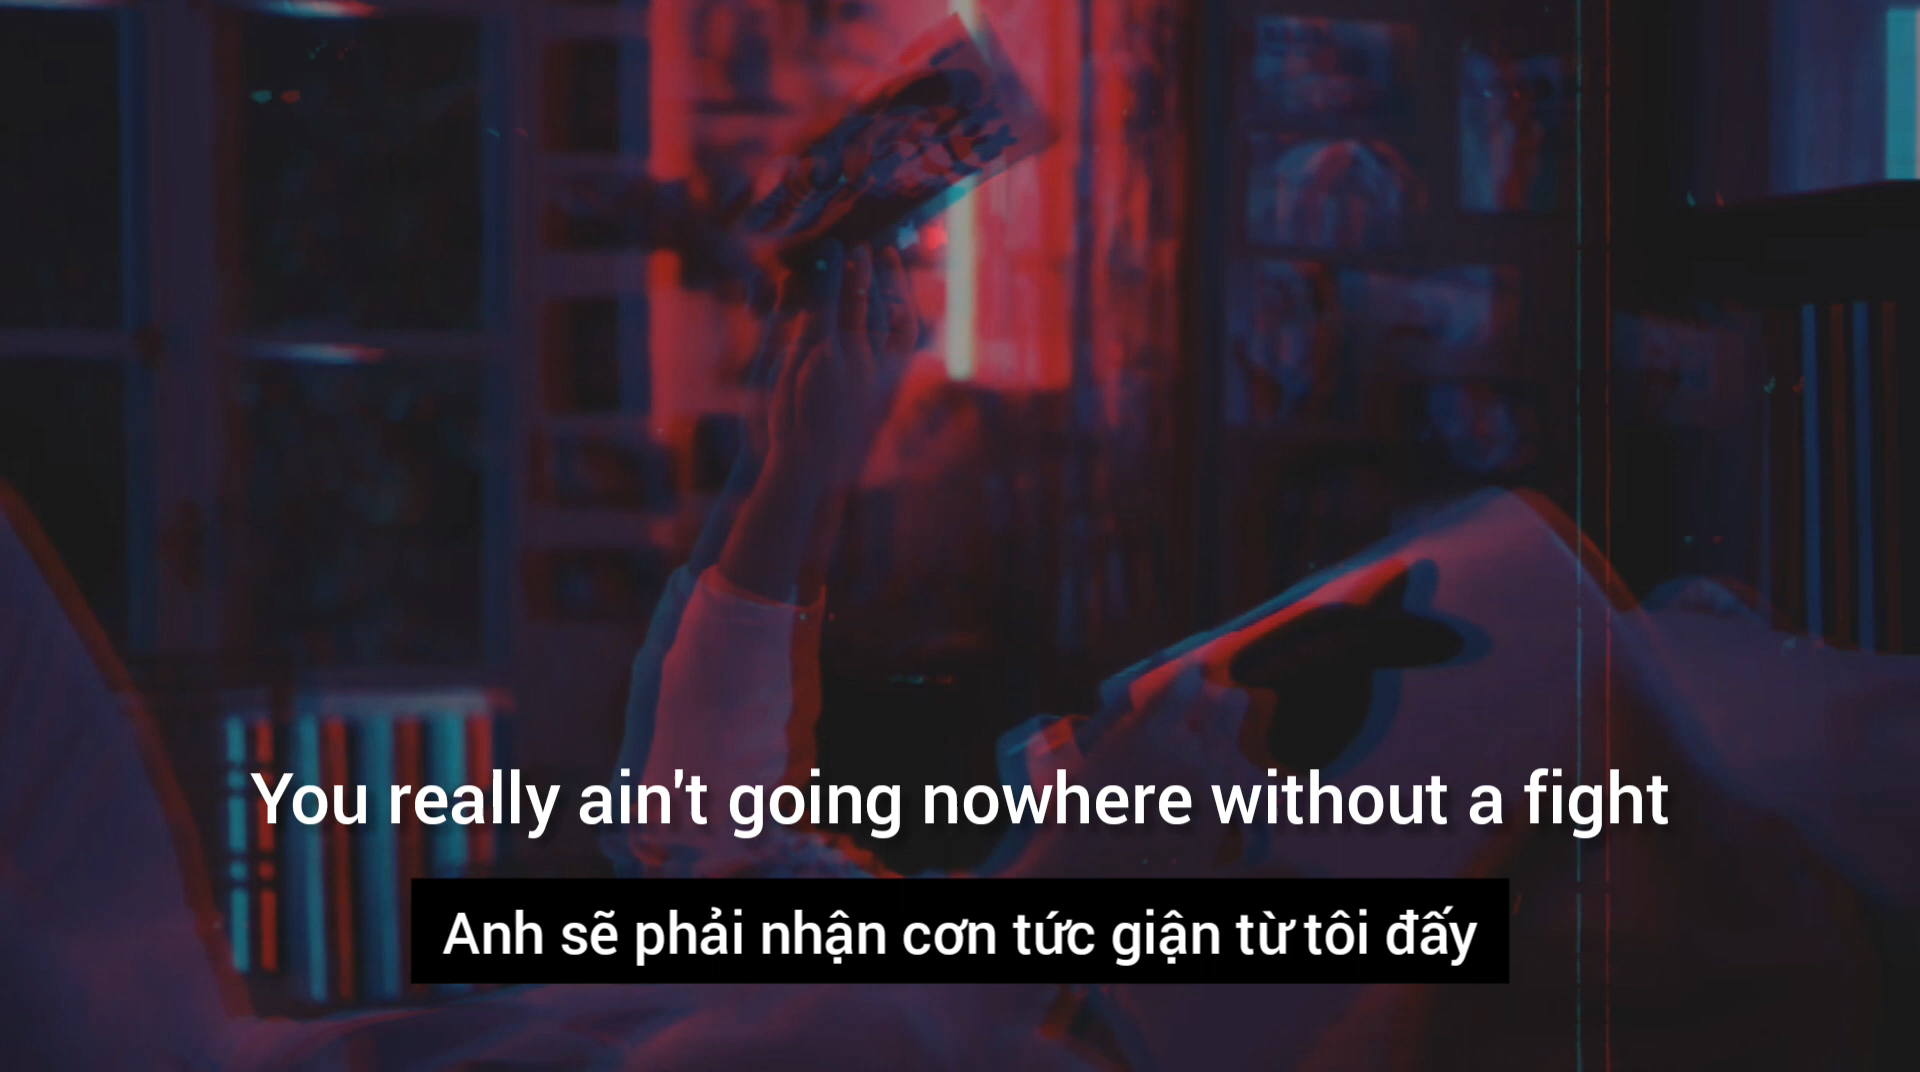 You really ain't going nowhere without a fight
Anh sẽ phải nhận cơn tức giận từ tôi đấy